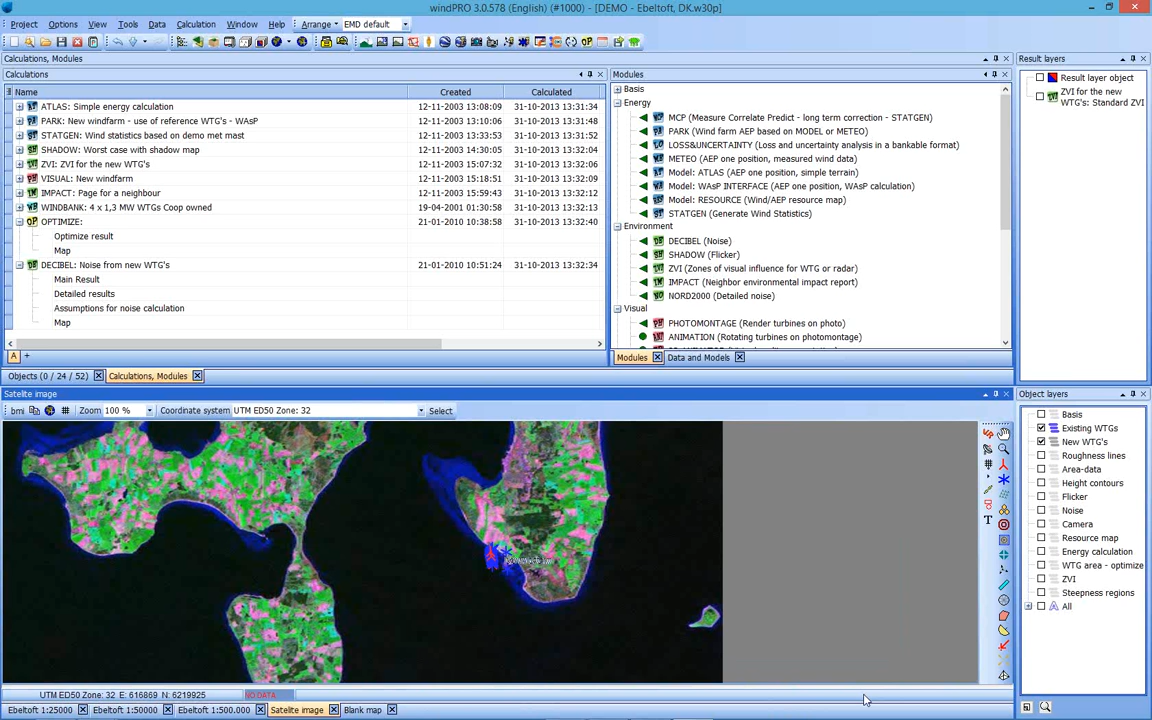 windPRO 3.0.578 (English) (#1000) - [DEMO - Ebeltoft, DK.w30p]
Project Options View Tools Data Calculation Window Help Arrange EMD default
Calculations, Modules
Result layers
Calculations
Modules
Name Created Calculated
ATLAS: Simple energy calculation 12-11-2003 13:08:09 31-10-2013 13:31:34
PARK: New windfarm - use of reference WTG's - WAsP 12-11-2003 13:10:06 31-10-2013 13:31:48
STATGEN: Wind statistics based on demo met mast 12-11-2003 13:33:53 31-10-2013 13:31:52
SHADOW: Worst case with shadow map 12-11-2003 14:30:05 31-10-2013 13:32:04
ZVI: ZVI for the new WTG's 12-11-2003 15:07:32 31-10-2013 13:32:06
VISUAL: New windfarm 12-11-2003 15:18:51 31-10-2013 13:32:09
IMPACT: Page for a neighbour 12-11-2003 15:59:43 31-10-2013 13:32:12
WINDBANK: 4 x 1,3 MW WTGs Coop owned 19-04-2001 01:30:58 31-10-2013 13:32:13
OPTIMIZE: 21-01-2010 10:38:58 31-10-2013 13:32:40
Optimize result
Map
DECIBEL: Noise from new WTG's 21-01-2010 10:51:24 31-10-2013 13:32:34
Main Result
Detailed results
Assumptions for noise calculation
Map
A +
Basis
Energy
MCP (Measure Correlate Predict - long term correction - STATGEN)
PARK (Wind farm AEP based on MODEL or METEO)
LOSS&UNCERTAINTY (Loss and uncertainty analysis in a bankable format)
METEO (AEP one position, measured wind data)
Model: ATLAS (AEP one position, simple terrain)
Model: WAsP INTERFACE (AEP one position, WAsP calculation)
Model: RESOURCE (Wind/AEP resource map)
STATGEN (Generate Wind Statistics)
Environment
DECIBEL (Noise)
SHADOW (Flicker)
ZVI (Zones of visual influence for WTG or radar)
IMPACT (Neighbor environmental impact report)
NORD2000 (Detailed noise)
Visual
PHOTOMONTAGE (Render turbines on photo)
ANIMATION (Rotating turbines on photomontage)
Modules Data and Models
Result layer object
ZVI for the new
WTG's: Standard ZVI
Objects (0 / 24 / 52) Calculations, Modules
Satelite image
bmi Zoom 100 % Coordinate system UTM ED50 Zone: 32 Select
Object layers
Basis
Existing WTGs
New WTG's
Roughness lines
Area-data
Height contours
Flicker
Noise
Camera
Resource map
Energy calculation
WTG area - optimize
ZVI
Steepness regions
All
UTM ED50 Zone: 32 E: 616869 N: 6219925 NO DATA
Ebeltoft 1:25000 Ebeltoft 1:50000 Ebeltoft 1:500.000 Satelite image Blank map